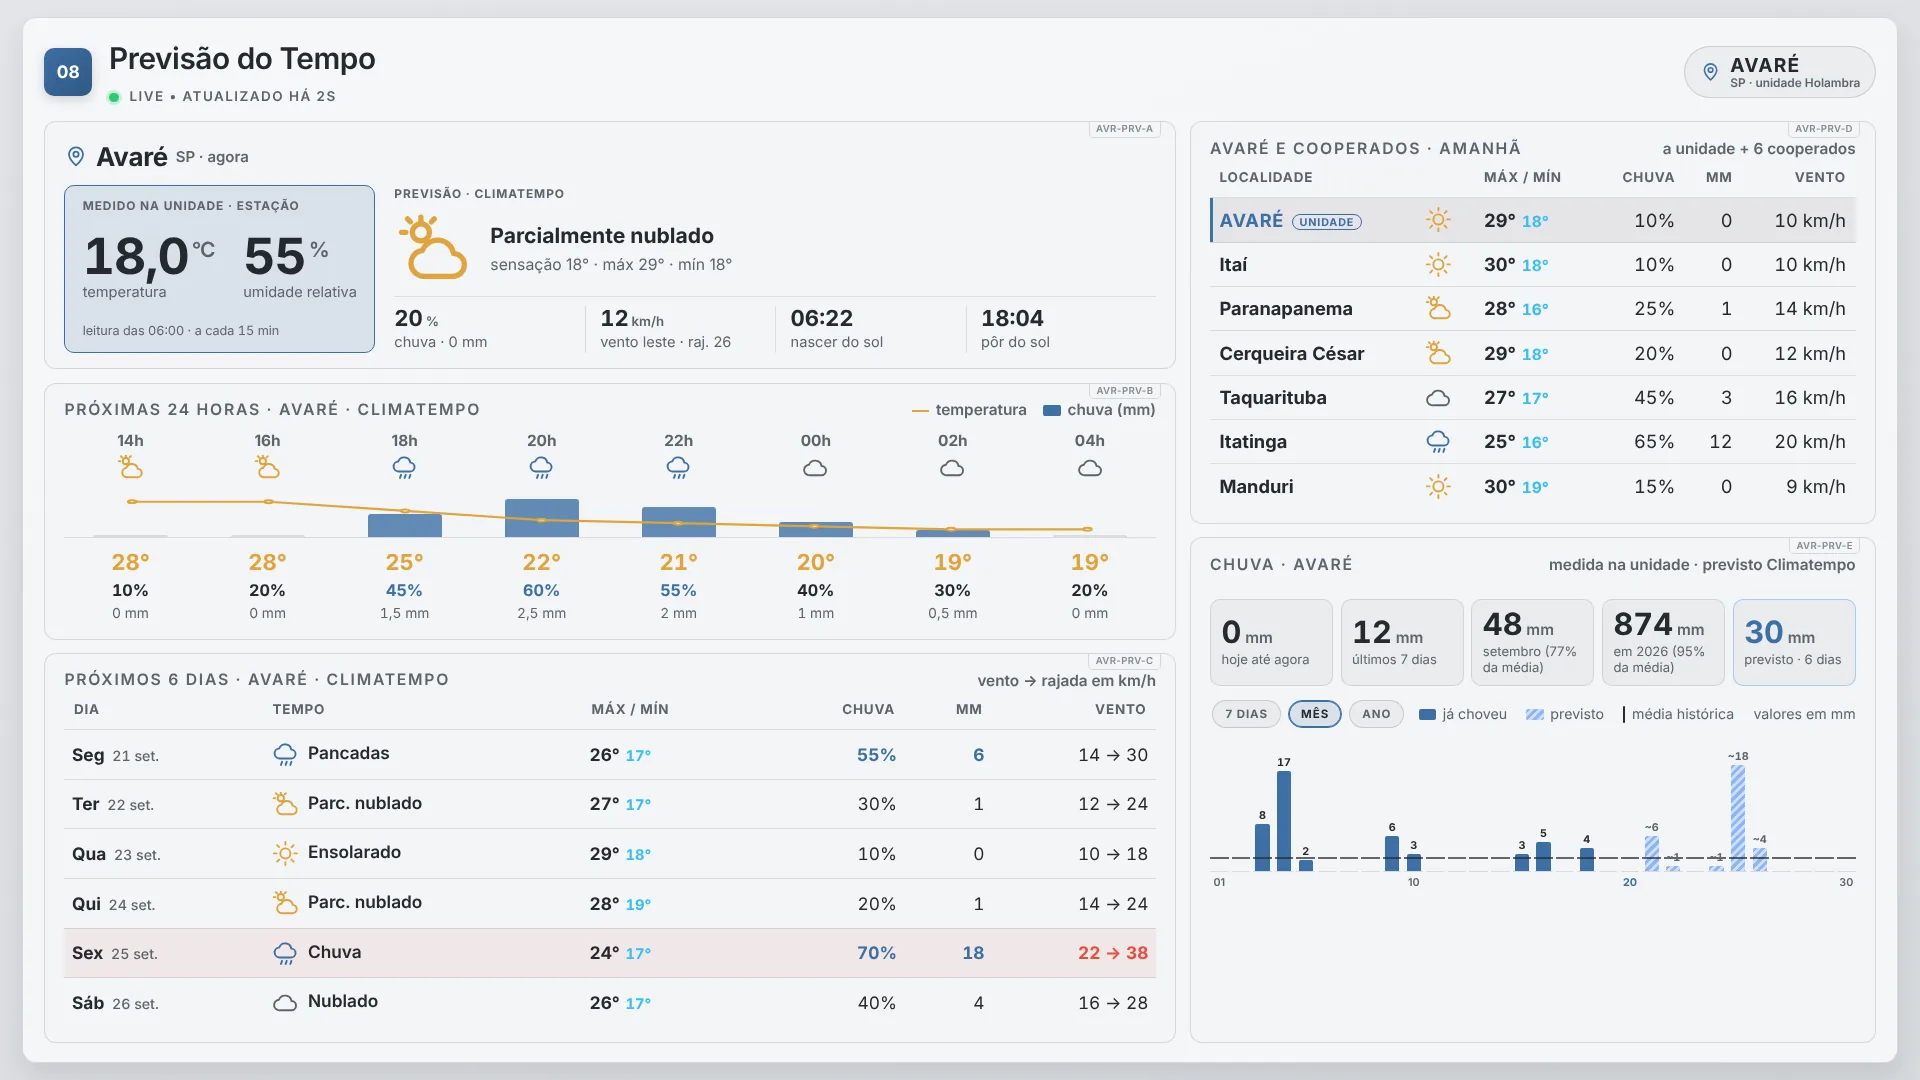 08
Previsão do Tempo
LIVE • ATUALIZADO HÁ 2S
AVARÉ
SP · unidade Holambra
AVR-PRV-A
Avaré SP · agora
MEDIDO NA UNIDADE · ESTAÇÃO
18,0 °C 55 %
temperatura umidade relativa
leitura das 06:00 · a cada 15 min
PREVISÃO · CLIMATEMPO
Parcialmente nublado
sensação 18° · máx 29° · mín 18°
20 % 12 km/h 06:22 18:04
chuva · 0 mm vento leste · raj. 26 nascer do sol pôr do sol
AVR-PRV-B
PRÓXIMAS 24 HORAS · AVARÉ · CLIMATEMPO temperatura chuva (mm)
14h 16h 18h 20h 22h 00h 02h 04h
28° 28° 25° 22° 21° 20° 19° 19°
10% 20% 45% 60% 55% 40% 30% 20%
0 mm 0 mm 1,5 mm 2,5 mm 2 mm 1 mm 0,5 mm 0 mm
AVR-PRV-C
PRÓXIMOS 6 DIAS · AVARÉ · CLIMATEMPO vento → rajada em km/h
DIA TEMPO MÁX / MÍN CHUVA MM VENTO
Seg 21 set. Pancadas 26° 17° 55% 6 14 → 30
Ter 22 set. Parc. nublado 27° 17° 30% 1 12 → 24
Qua 23 set. Ensolarado 29° 18° 10% 0 10 → 18
Qui 24 set. Parc. nublado 28° 19° 20% 1 14 → 24
Sex 25 set. Chuva 24° 17° 70% 18 22 → 38
Sáb 26 set. Nublado 26° 17° 40% 4 16 → 28
AVR-PRV-D
AVARÉ E COOPERADOS · AMANHÃ a unidade + 6 cooperados
LOCALIDADE MÁX / MÍN CHUVA MM VENTO
AVARÉ UNIDADE 29° 18° 10% 0 10 km/h
Itaí 30° 18° 10% 0 10 km/h
Paranapanema 28° 16° 25% 1 14 km/h
Cerqueira César 29° 18° 20% 0 12 km/h
Taquarituba 27° 17° 45% 3 16 km/h
Itatinga 25° 16° 65% 12 20 km/h
Manduri 30° 19° 15% 0 9 km/h
AVR-PRV-E
CHUVA · AVARÉ medida na unidade · previsto Climatempo
0 mm
hoje até agora
12 mm
últimos 7 dias
48 mm
setembro (77%
da média)
874 mm
em 2026 (95%
da média)
30 mm
previsto · 6 dias
7 DIAS MÊS ANO já choveu previsto média histórica valores em mm
8 17 2 6 3 3 5 4 ~6 ~1 ~1 ~18 ~4
01 10 20 30